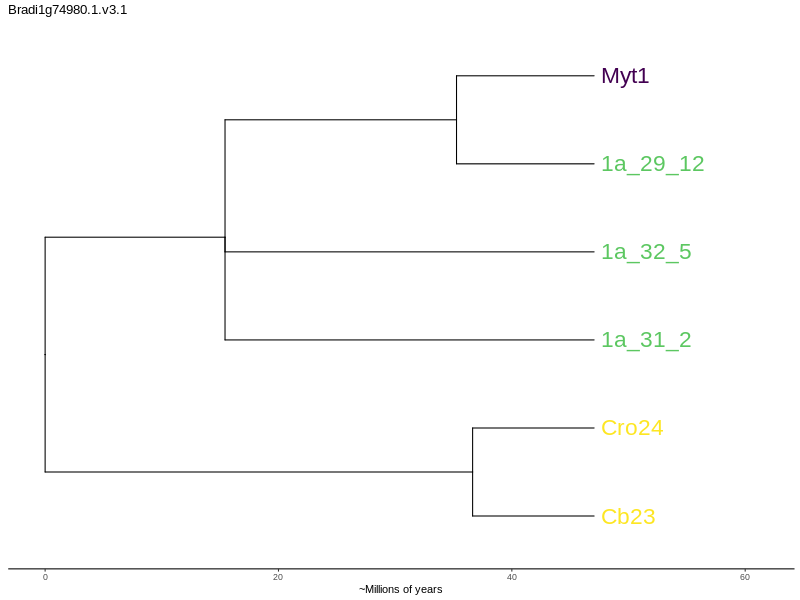 Bradi1g74980.1.v3.1
Myt1
1a_29_12
1a_32_5
1a_31_2
Cro24
Cb23
0 20 40 60
~Millions of years